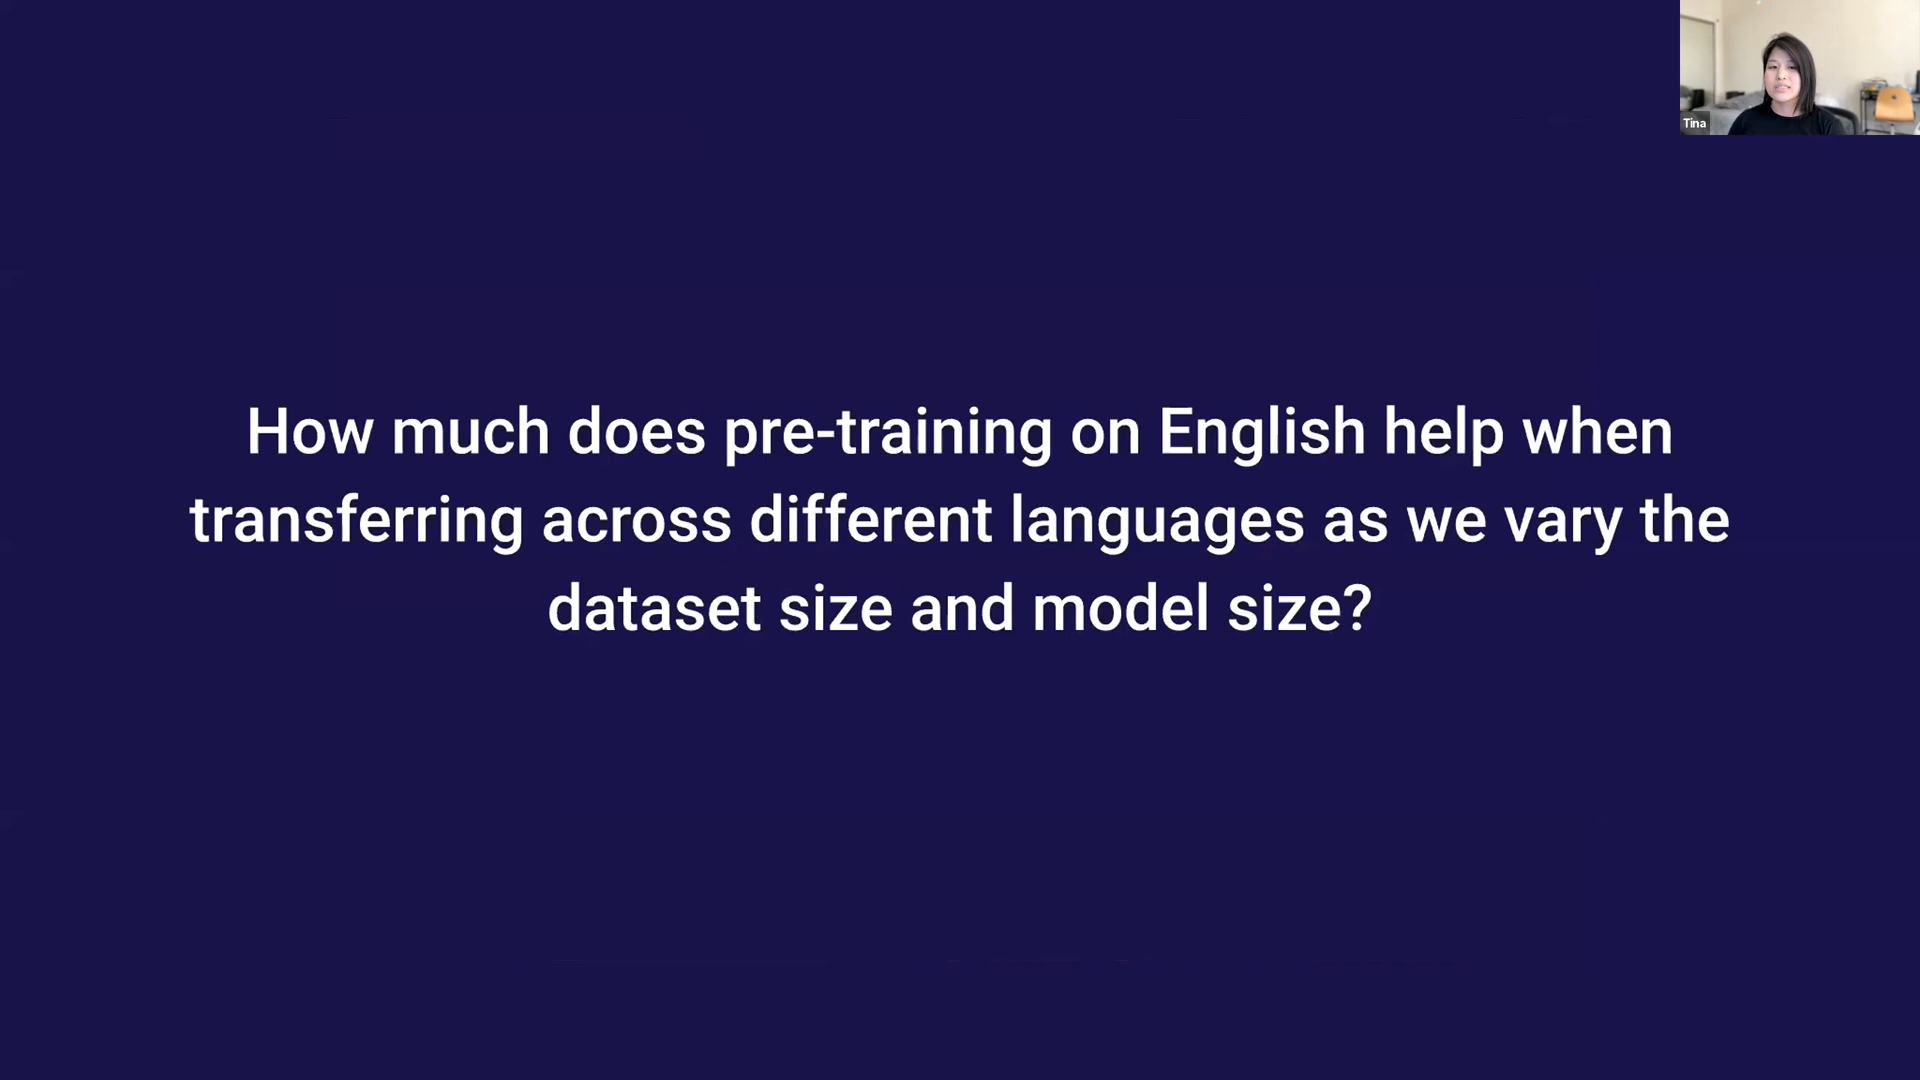 Tina
How much does pre-training on English help when
transferring across different languages as we vary the
dataset size and model size?